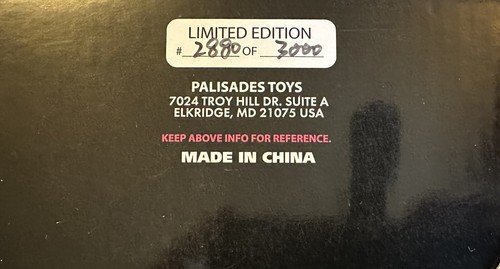 LIMITED EDITION
# 2880 OF 3000
PALISADES TOYS
7024 TROY HILL DR. SUITE A
ELKRIDGE, MD 21075 USA
KEEP ABOVE INFO FOR REFERENCE.
MADE IN CHINA